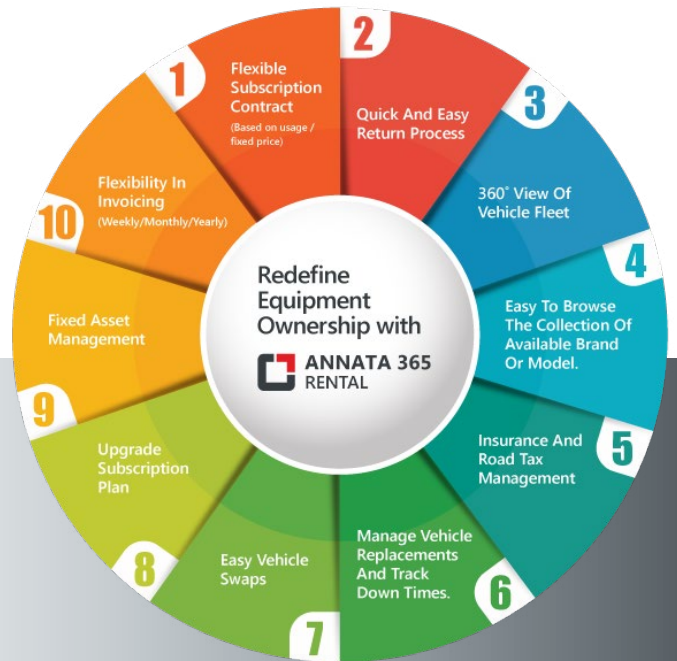 Redefine
Equipment
Ownership with
ANNATA 365
RENTAL
1
Flexible
Subscription
Contract
(Based on usage /
fixed price)
2
Quick And Easy
Return Process
3
360° View Of
Vehicle Fleet
4
Easy To Browse
The Collection Of
Available Brand
Or Model.
5
Insurance And
Road Tax
Management
6
Manage Vehicle
Replacements
And Track
Down Times.
7
Easy Vehicle
Swaps
8
Upgrade
Subscription
Plan
9
Fixed Asset
Management
10
Flexibility In
Invoicing
(Weekly/Monthly/Yearly)